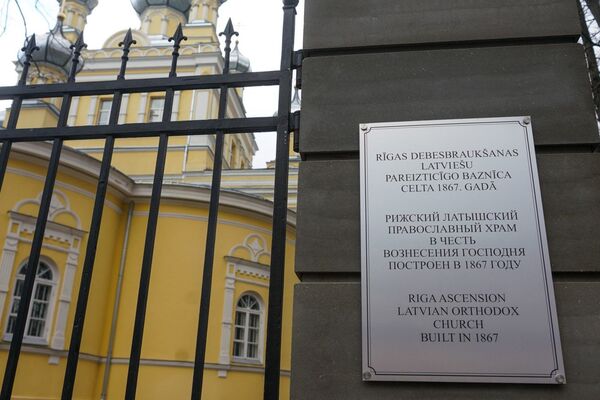 RĪGAS DEBESBRAUKŠANAS
LATVIEŠU
PAREIZTICĪGO BAZNĪCA
CELTA 1867. GADĀ
РИЖСКИЙ ЛАТЫШСКИЙ
ПРАВОСЛАВНЫЙ ХРАМ
В ЧЕСТЬ
ВОЗНЕСЕНИЯ ГОСПОДНЯ
ПОСТРОЕН В 1867 ГОДУ
RIGA ASCENSION
LATVIAN ORTHODOX
CHURCH
BUILT IN 1867